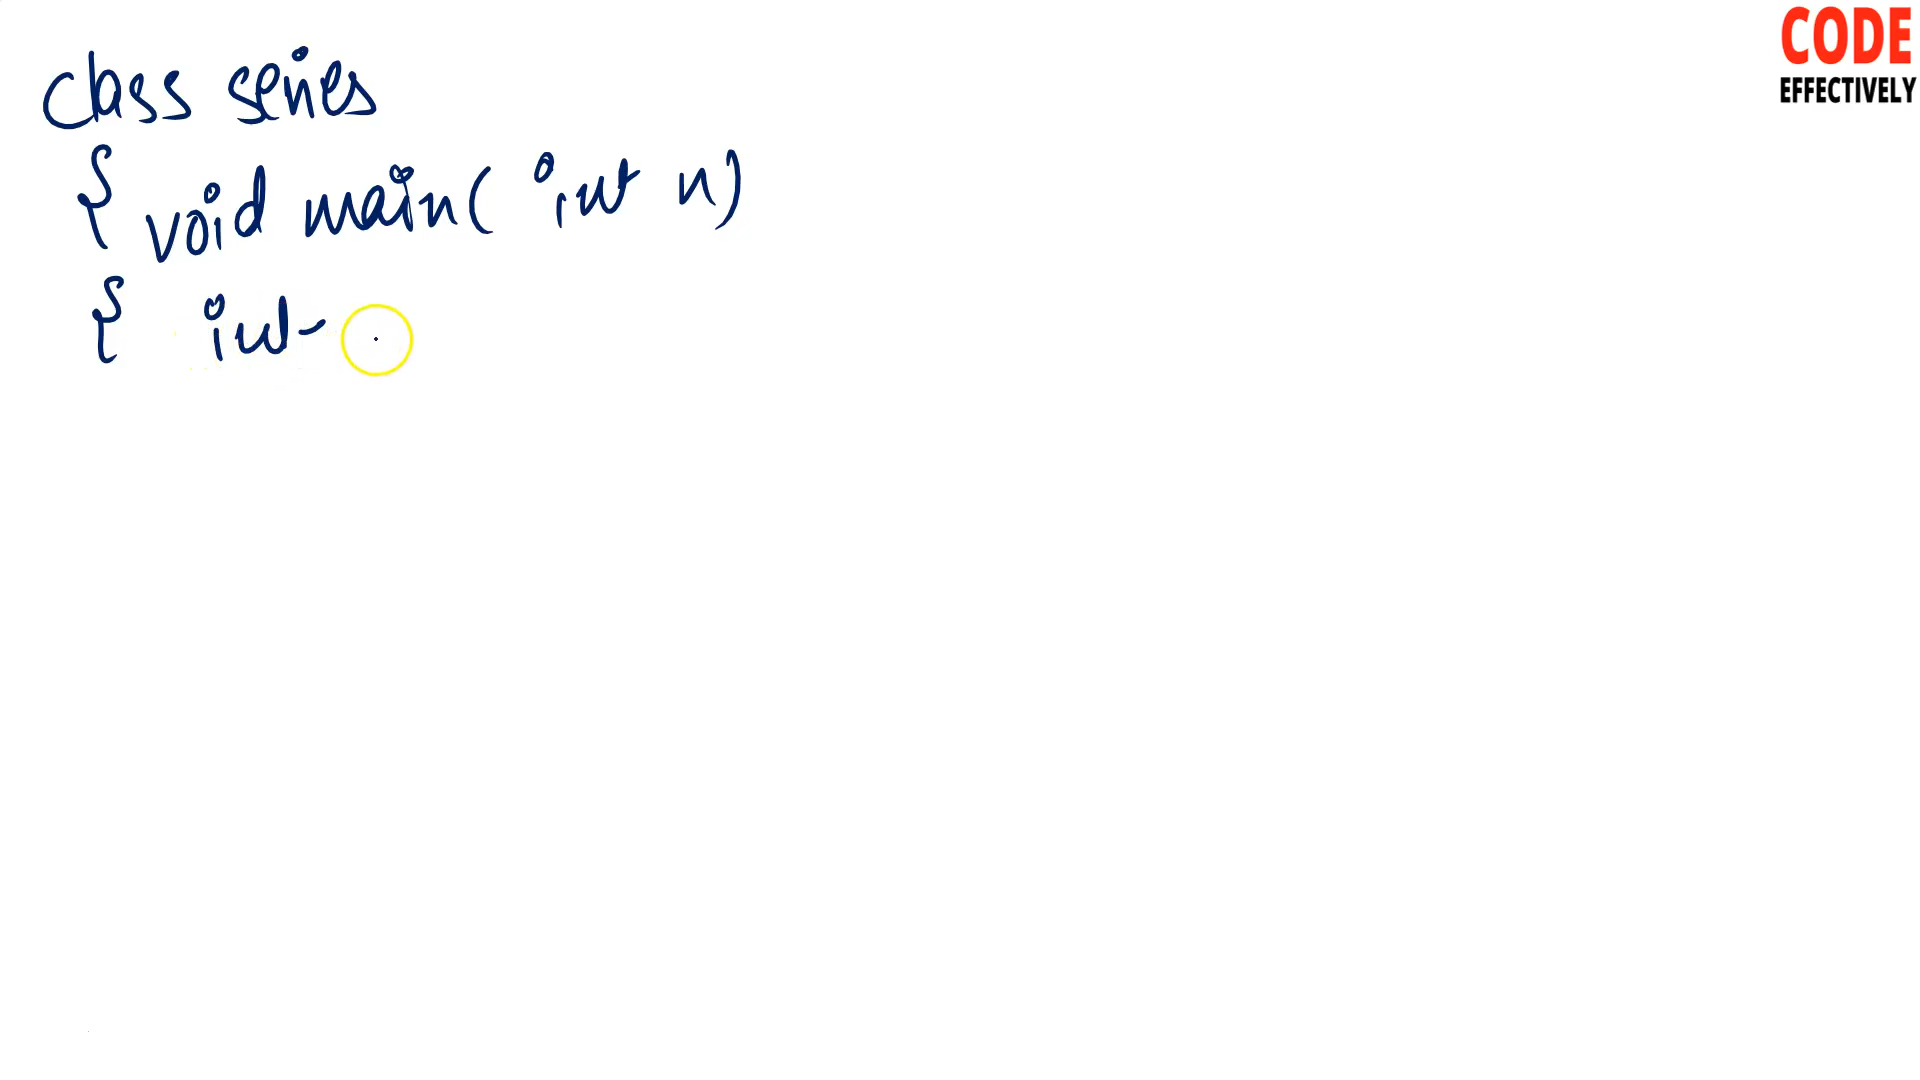 CODE
EFFECTIVELY
class series
{ void main( int n)
{ int